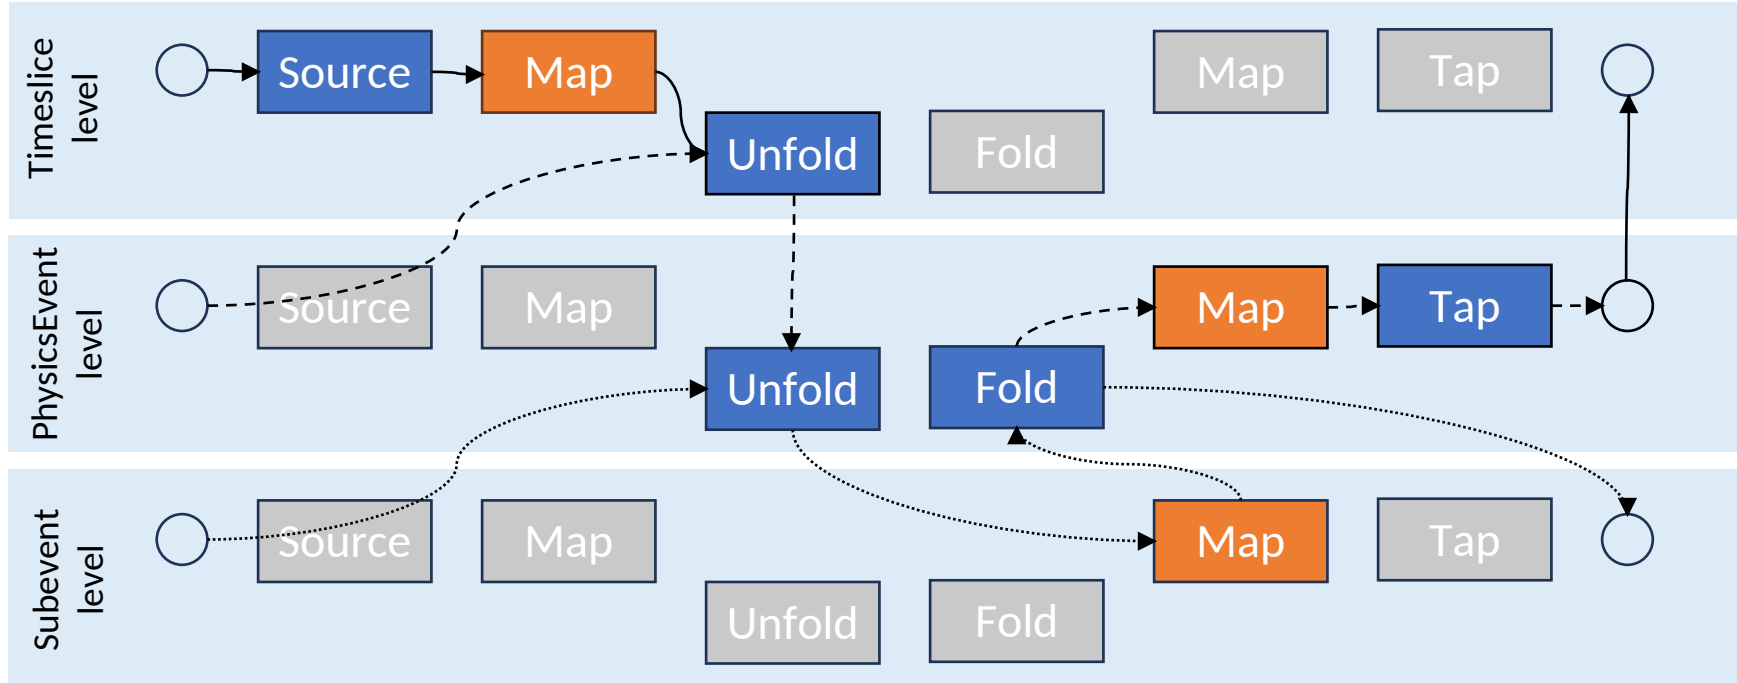 Timeslice
level
Source
Map
Unfold
Fold
Map
Tap
PhysicsEvent
level
Source
Map
Unfold
Fold
Map
Tap
Subevent
level
Source
Map
Unfold
Fold
Map
Tap